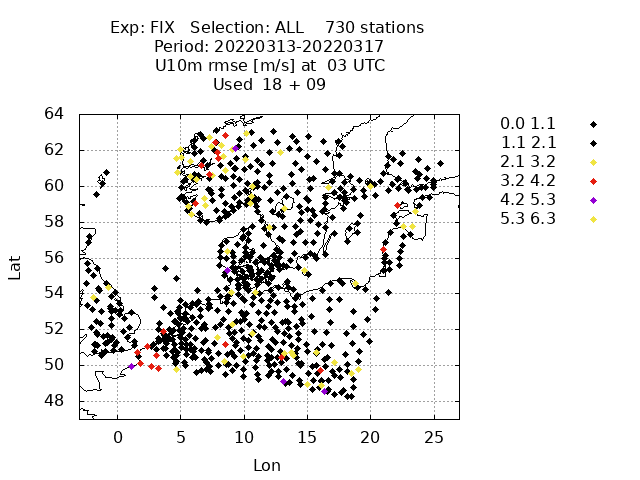 Exp: FIX Selection: ALL 730 stations
Period: 20220313-20220317
U10m rmse [m/s] at 03 UTC
Used 18 + 09
64
62
60
58
56
54
52
50
48
Lat
0 5 10 15 20 25
Lon
0.0 1.1
1.1 2.1
2.1 3.2
3.2 4.2
4.2 5.3
5.3 6.3